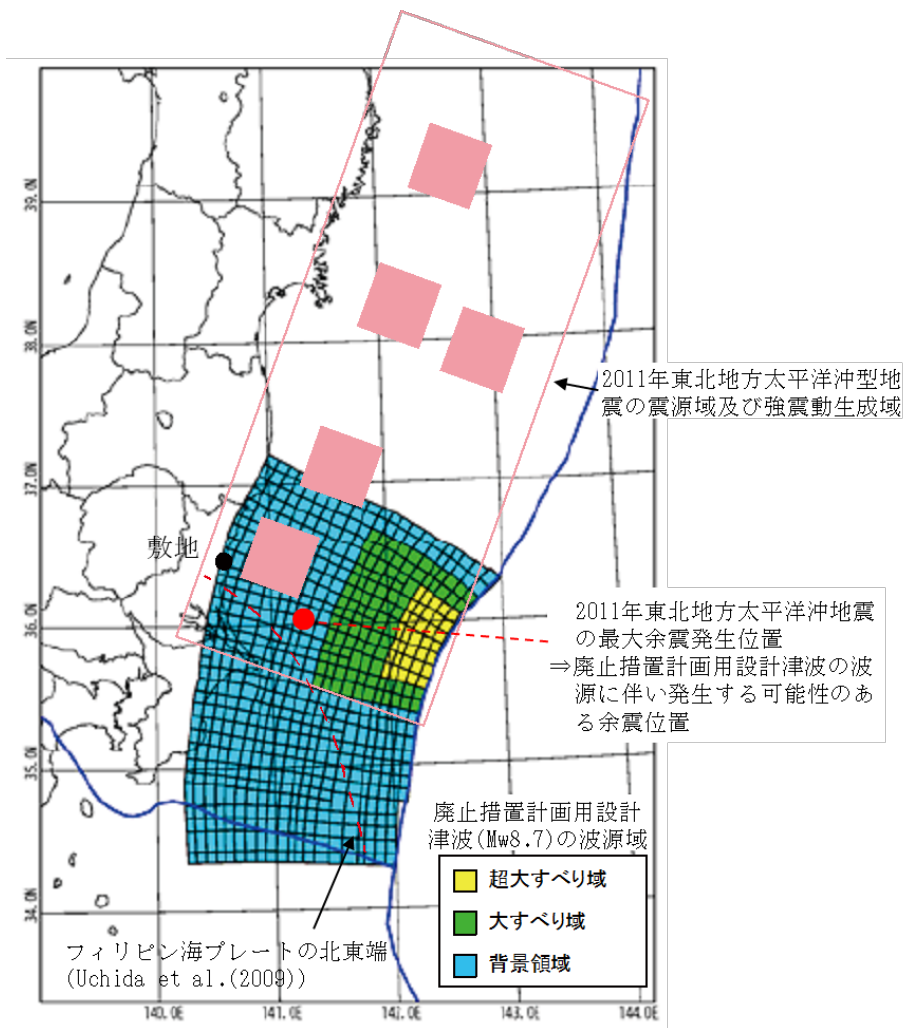 39.0N
38.0N
37.0N
36.0N
35.0N
34.0N
敷地
2011年東北地方太平洋沖型地
震の震源域及び強震動生成域
2011年東北地方太平洋沖地震
の最大余震発生位置
⇒廃止措置計画用設計津波の波
源に伴い発生する可能性のあ
る余震位置
廃止措置計画用設計
津波(Mw8.7)の波源域
超大すべり域
大すべり域
背景領域
フィリピン海プレートの北東端
(Uchida et al.(2009))
140.0E
141.0E
142.0E
143.0E
144.0E